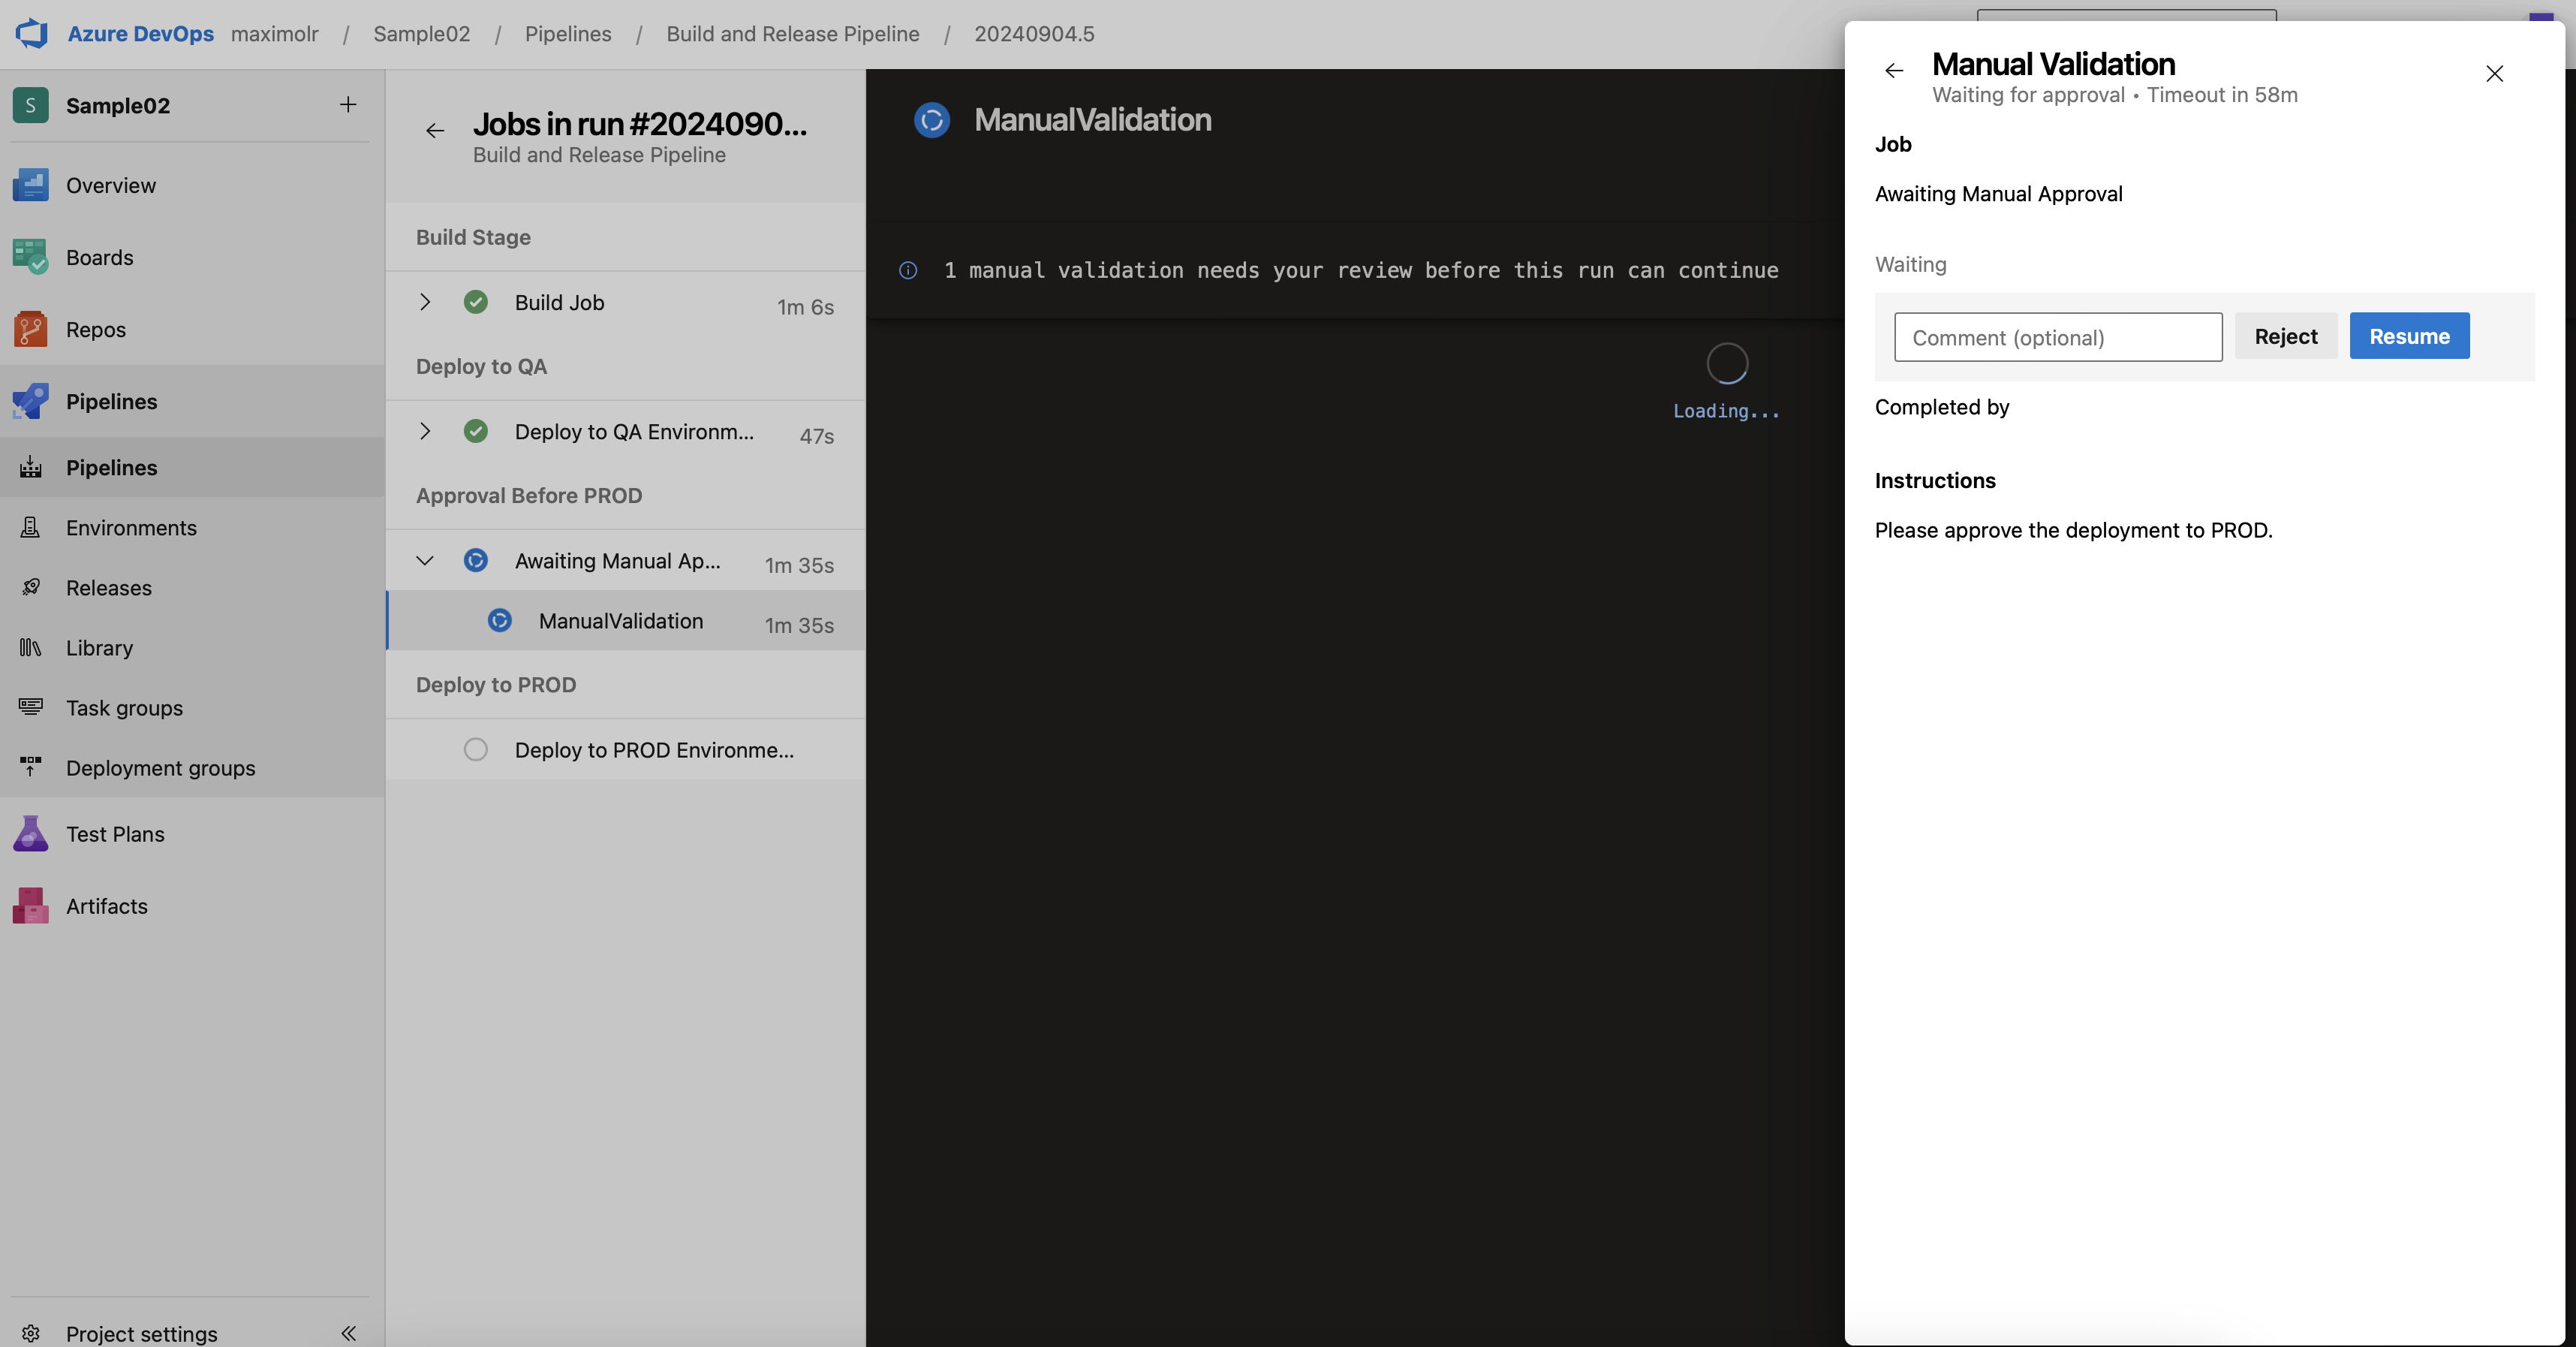 Azure DevOps maximolr / Sample02 / Pipelines / Build and Release Pipeline / 20240904.5
S Sample02
Overview
Boards
Repos
Pipelines
Pipelines
Environments
Releases
Library
Task groups
Deployment groups
Test Plans
Artifacts
Project settings
Jobs in run #2024090...
Build and Release Pipeline
Build Stage
Build Job 1m 6s
Deploy to QA
Deploy to QA Environm... 47s
Approval Before PROD
Awaiting Manual Ap... 1m 35s
ManualValidation 1m 35s
Deploy to PROD
Deploy to PROD Environme...
ManualValidation
1 manual validation needs your review before this run can continue
Loading...
Manual Validation
Waiting for approval • Timeout in 58m
Job
Awaiting Manual Approval
Waiting
Comment (optional) Reject Resume
Completed by
Instructions
Please approve the deployment to PROD.